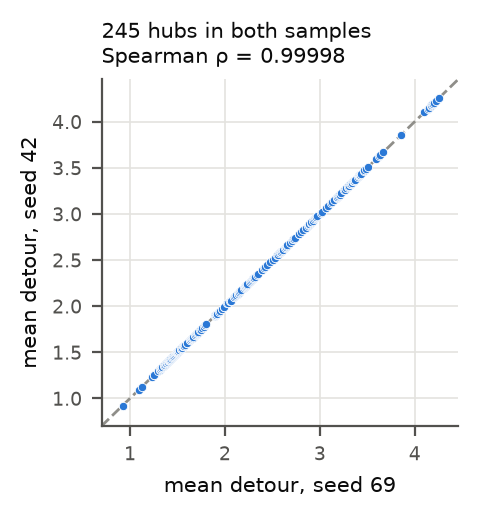 245 hubs in both samples
Spearman ρ = 0.99998
mean detour, seed 42
4.0
3.5
3.0
2.5
2.0
1.5
1.0
1 2 3 4
mean detour, seed 69